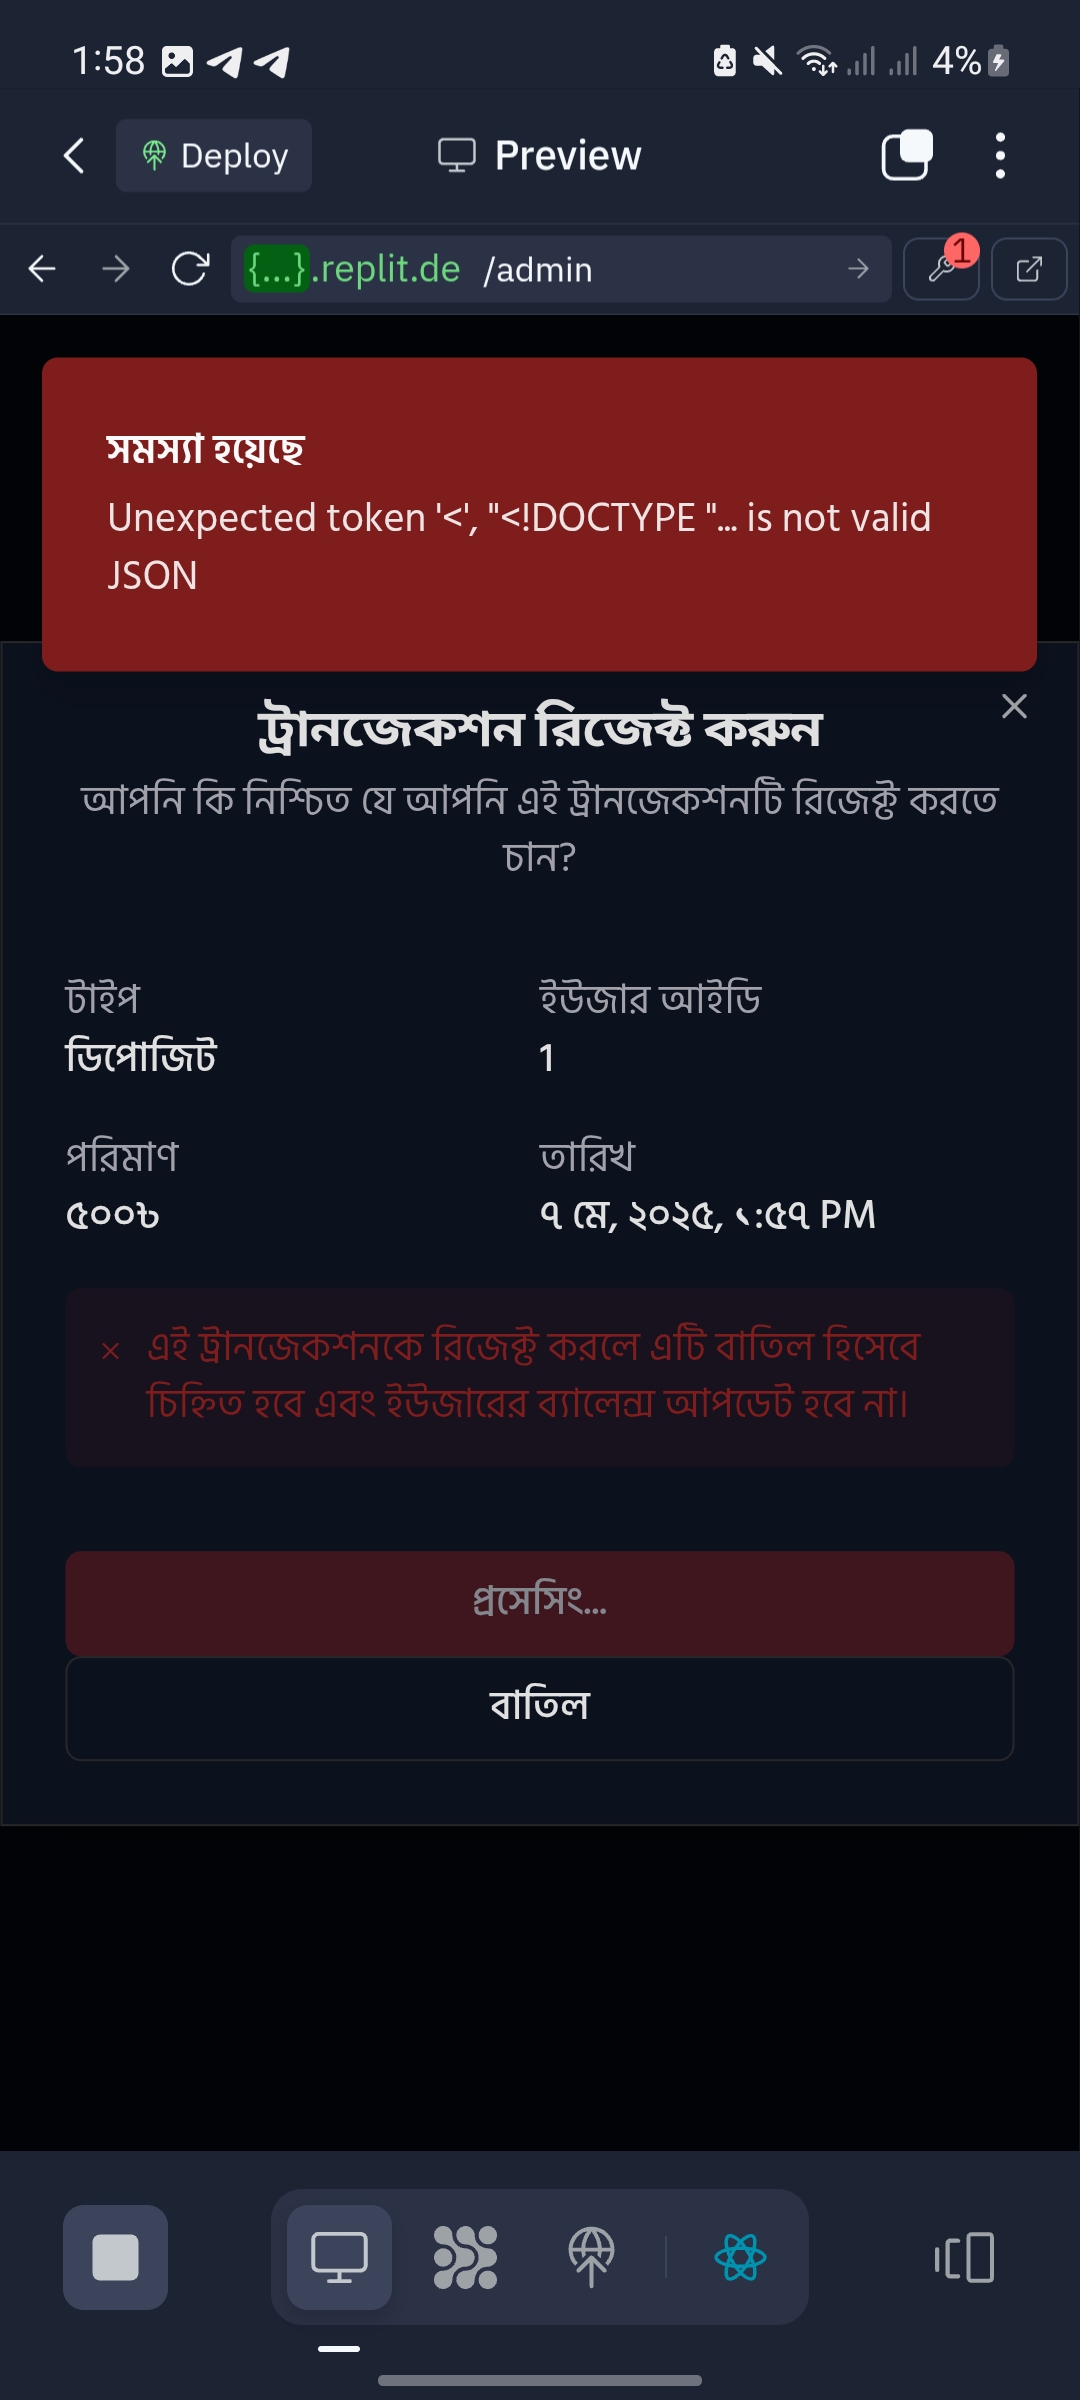 1:58
4%
Deploy
Preview
{...}.replit.de /admin
1
সমস্যা হয়েছে
Unexpected token '<', "<!DOCTYPE "... is not valid
JSON
ট্রানজেকশন রিজেক্ট করুন
আপনি কি নিশ্চিত যে আপনি এই ট্রানজেকশনটি রিজেক্ট করতে
চান?
টাইপ
ইউজার আইডি
ডিপোজিট
1
পরিমাণ
তারিখ
৫০০৳
৭ মে, ২০২৫, ১:৫৭ PM
এই ট্রানজেকশনকে রিজেক্ট করলে এটি বাতিল হিসেবে
চিহ্নিত হবে এবং ইউজারের ব্যালেন্স আপডেট হবে না।
প্রসেসিং...
বাতিল